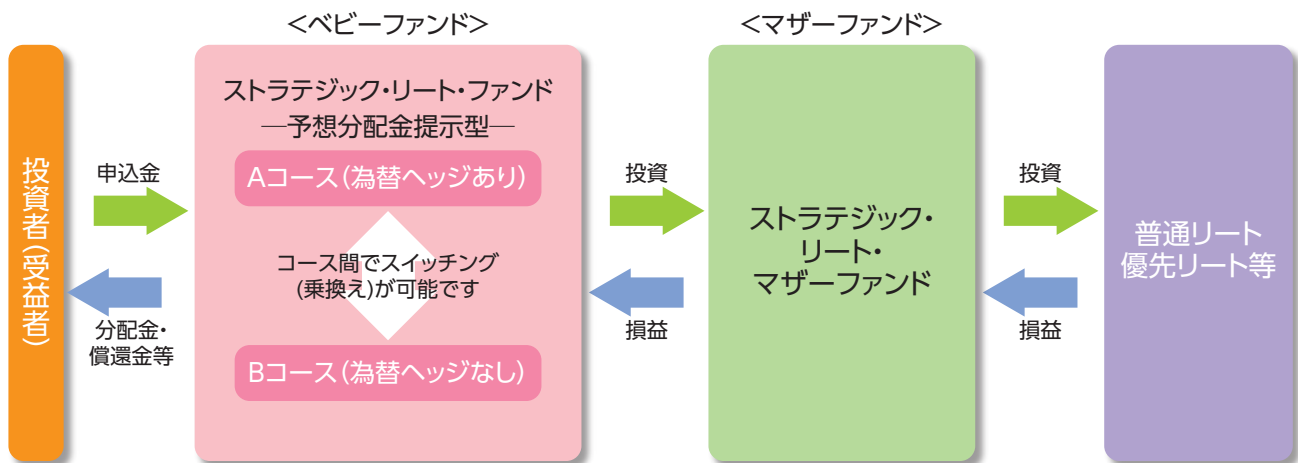 <ベビーファンド>
<マザーファンド>
投資者(受益者)
申込金
分配金・
償還金等
ストラテジック・リート・ファンド
―予想分配金提示型―
Aコース(為替ヘッジあり)
コース間でスイッチング
(乗換え)が可能です
Bコース(為替ヘッジなし)
投資
損益
ストラテジック・
リート・
マザーファンド
投資
損益
普通リート
優先リート等